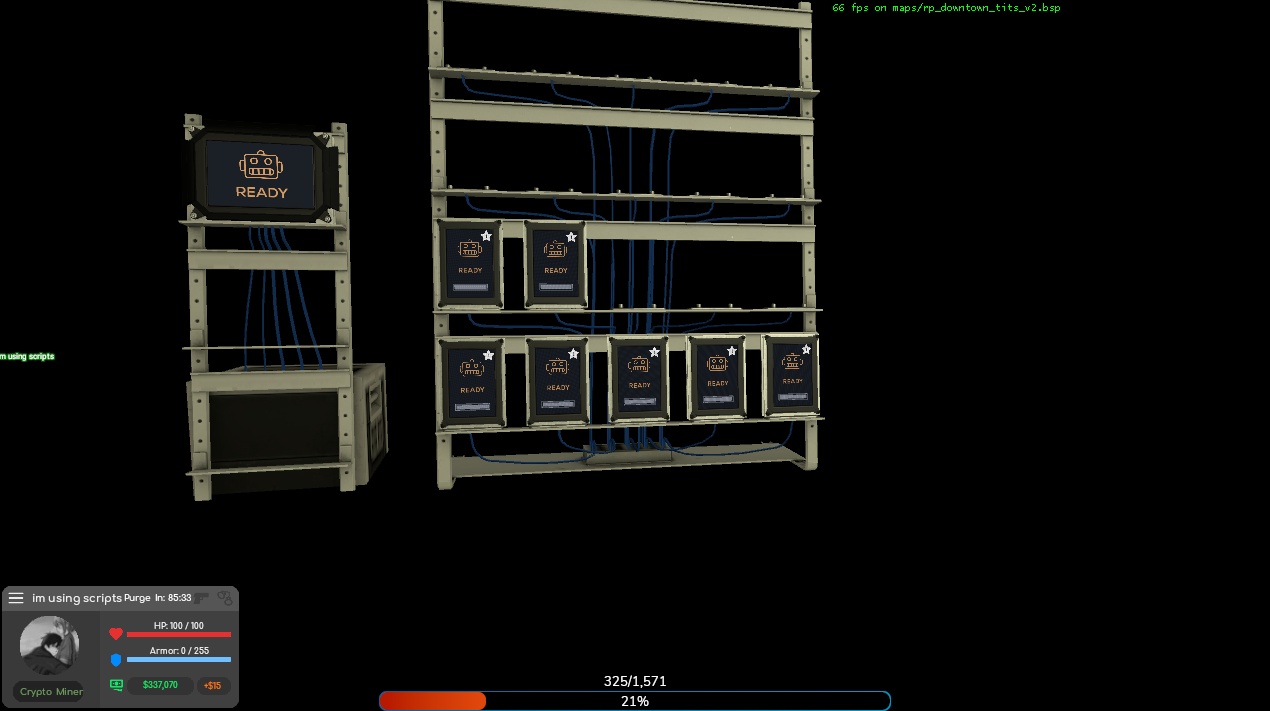 66 fps on maps/rp_downtown_tits_v2.bsp
READY
READY
READY
READY
READY
READY
READY
READY
m using scripts
im using scripts Purge In: 85:33
HP: 100 / 100
Armor: 0 / 255
Crypto Miner
$337,070
+$15
325/1,571
21%